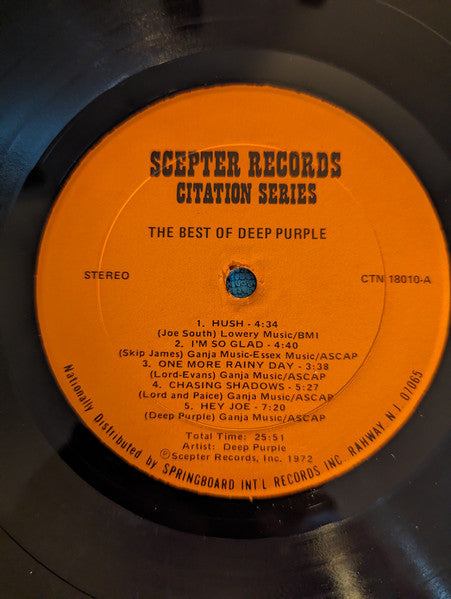 SCEPTER RECORDS
CITATION SERIES
THE BEST OF DEEP PURPLE
STEREO
CTN 18010-A
1. HUSH - 4:34
(Joe South) Lowery Music/BMI
2. I'M SO GLAD - 4:40
(Skip James) Ganja Music-Essex Music/ASCAP
3. ONE MORE RAINY DAY - 3:38
(Lord-Evans) Ganja Music/ASCAP
4. CHASING SHADOWS - 5:27
(Lord and Paice) Ganja Music/ASCAP
5. HEY JOE - 7:20
(Deep Purple) Ganja Music/ASCAP
Total Time: 25:51
Artist: Deep Purple
℗Scepter Records, Inc. 1972
Nationally Distributed by SPRINGBOARD INT'L RECORDS INC. RAHWAY, N.J. 07065